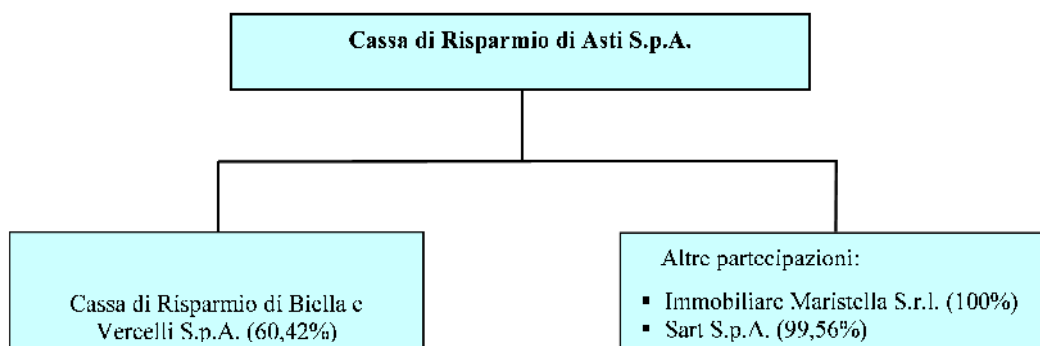 Cassa di Risparmio di Asti S.p.A.
Cassa di Risparmio di Biella e
Vercelli S.p.A. (60,42%)
Altre partecipazioni:
▪ Immobiliare Maristella S.r.l. (100%)
▪ Sart S.p.A. (99,56%)